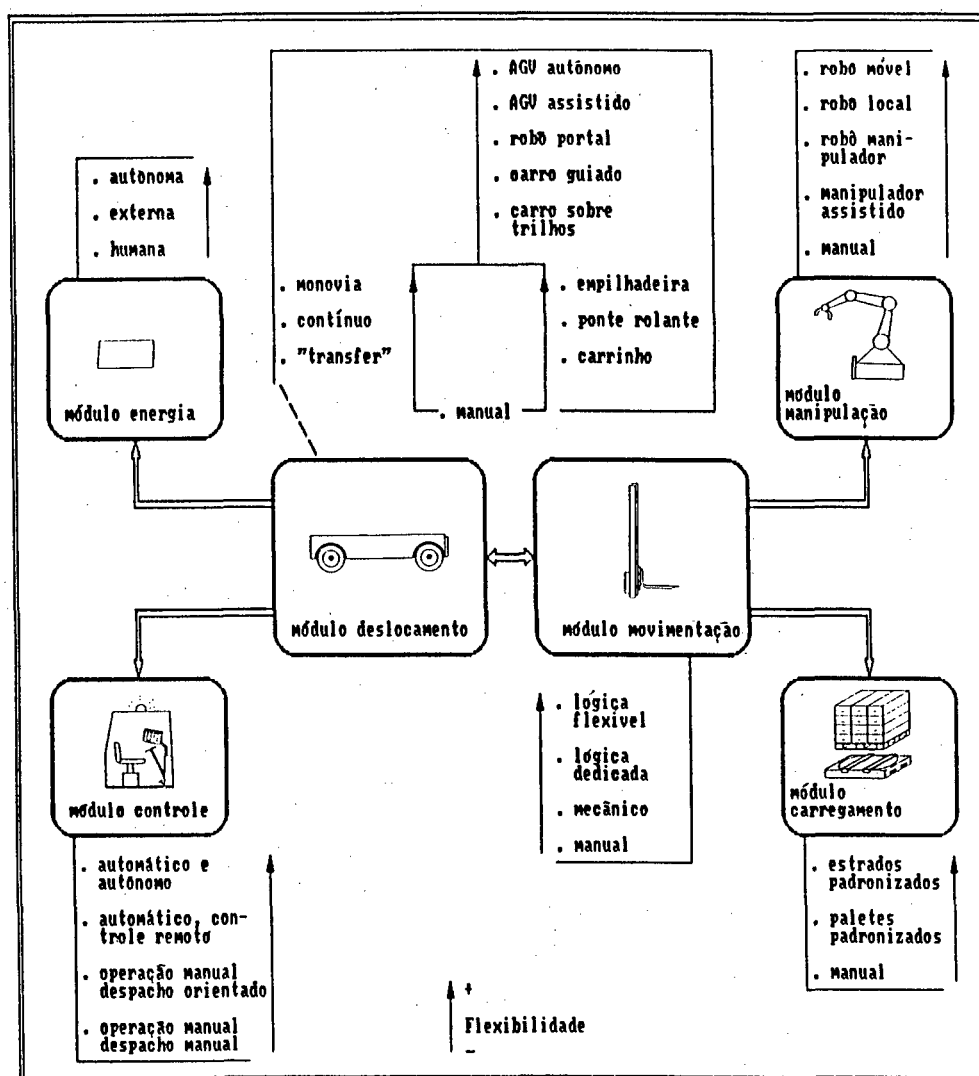 . AGV autônomo
. AGV assistido
. robô portal
. carro guiado
. carro sobre
trilhos
. robo móvel
. robo local
. robô mani-
pulador
. manipulador
assistido
. manual
. autônoma
. externa
. humana
. monovia
. contínuo
. "transfer"
. empilhadeira
. ponte rolante
. carrinho
. manual
módulo energia
módulo
manipulação
módulo deslocamento
módulo movimentação
módulo controle
módulo
carregamento
. lógica
flexível
. lógica
dedicada
. mecânico
. manual
. automático e
autônomo
. automático, con-
trole remoto
. operação manual
despacho orientado
. operação manual
despacho manual
. estrados
padronizados
. paletes
padronizados
. manual
+
Flexibilidade
-